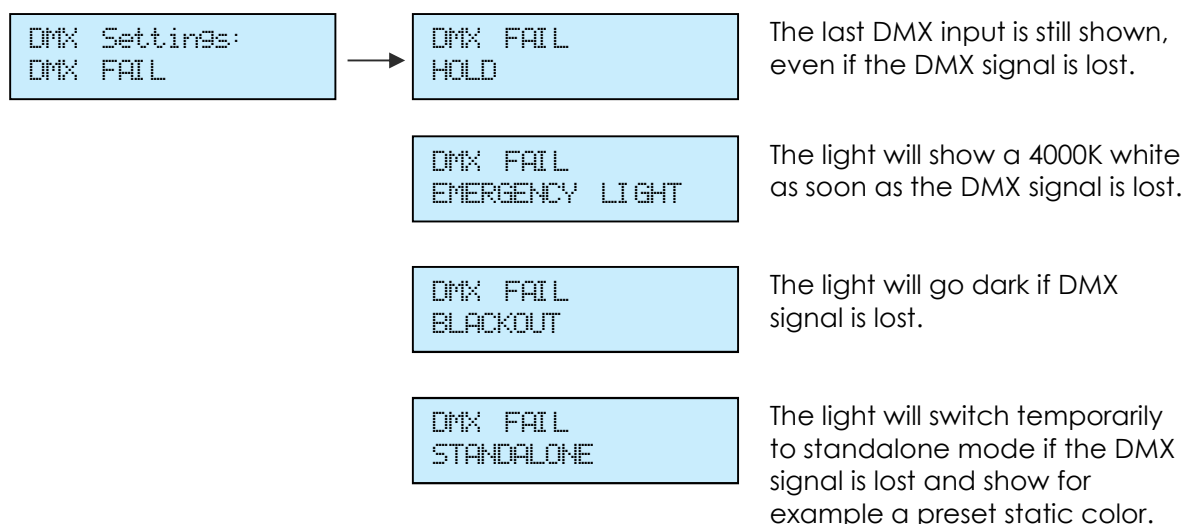 DMX Settings:
DMX FAIL
DMX FAIL
HOLD
The last DMX input is still shown,
even if the DMX signal is lost.
DMX FAIL
EMERGENCY LIGHT
The light will show a 4000K white
as soon as the DMX signal is lost.
DMX FAIL
BLACKOUT
The light will go dark if DMX
signal is lost.
DMX FAIL
STANDALONE
The light will switch temporarily
to standalone mode if the DMX
signal is lost and show for
example a preset static color.